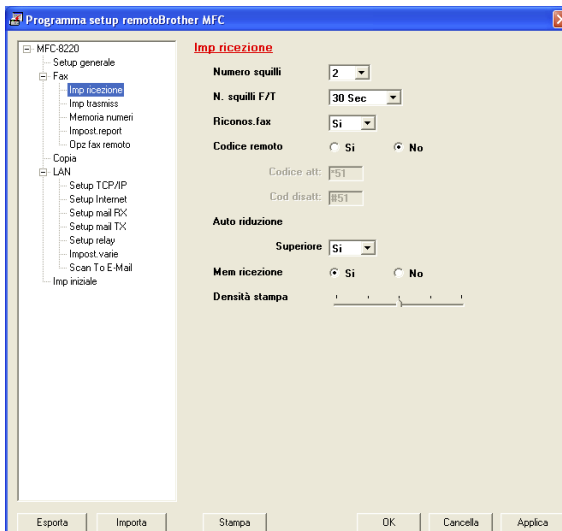 Programma setup remotoBrother MFC
MFC-8220
Setup generale
Fax
Imp ricezione
Imp trasmiss
Memoria numeri
Impost.report
Opz fax remoto
Copia
LAN
Setup TCP/IP
Setup Internet
Setup mail RX
Setup mail TX
Setup relay
Impost.varie
Scan To E-Mail
Imp iniziale
Imp ricezione
Numero squilli 2
N. squilli F/T 30 Sec
Riconos.fax Si
Codice remoto Si No
Codice att: *51
Cod disatt: #51
Auto riduzione
Superiore Si
Mem ricezione Si No
Densità stampa
Esporta Importa Stampa OK Cancella Applica